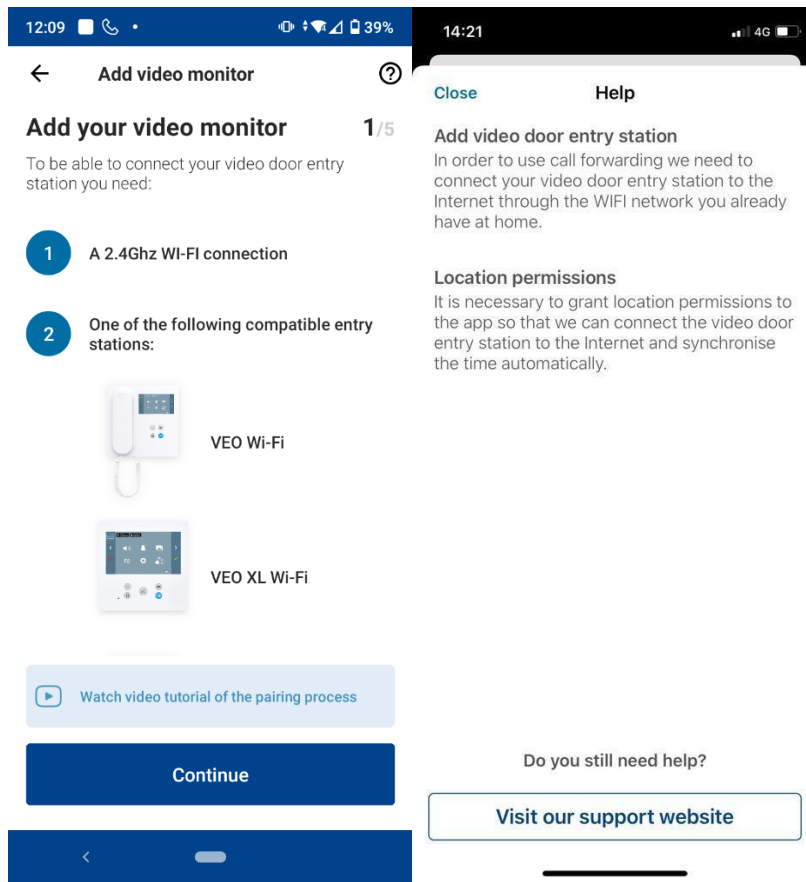 12:09
39%
Add video monitor
Add your video monitor
1/5
To be able to connect your video door entry
station you need:
1
A 2.4Ghz WI-FI connection
2
One of the following compatible entry
stations:
VEO Wi-Fi
VEO XL Wi-Fi
Watch video tutorial of the pairing process
Continue
14:21
4G
Close
Help
Add video door entry station
In order to use call forwarding we need to
connect your video door entry station to the
Internet through the WIFI network you already
have at home.
Location permissions
It is necessary to grant location permissions to
the app so that we can connect the video door
entry station to the Internet and synchronise
the time automatically.
Do you still need help?
Visit our support website